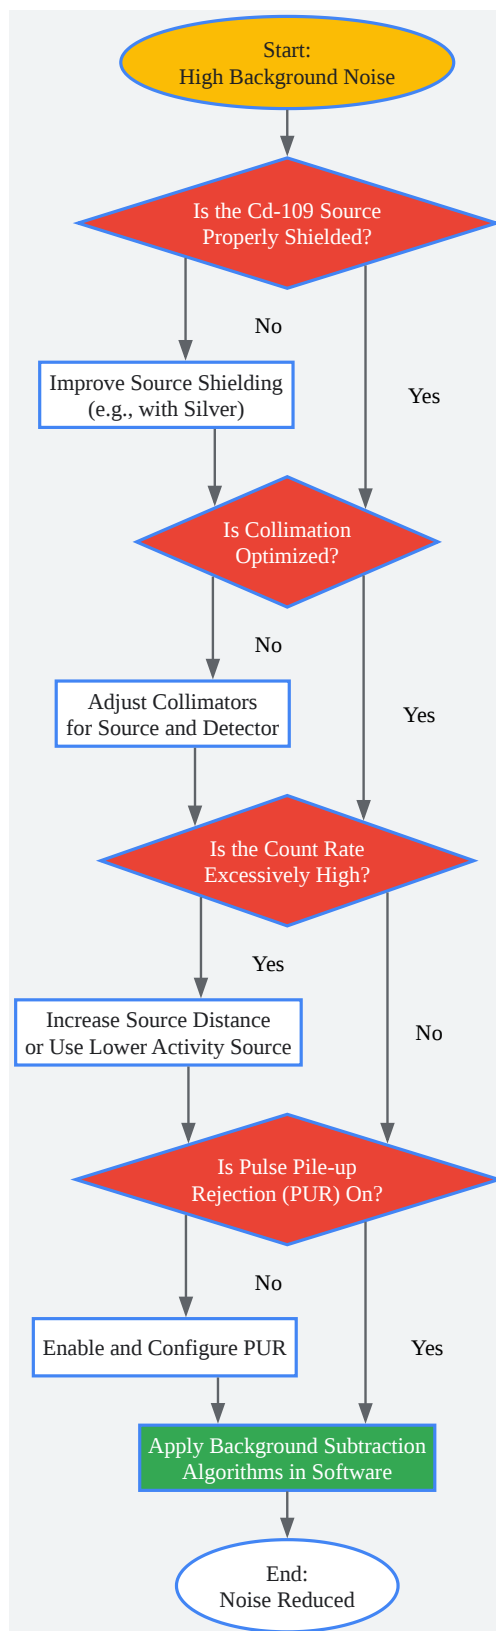 Start:
High Background Noise
Is the Cd-109 Source
Properly Shielded?
No
Improve Source Shielding
(e.g., with Silver)
Yes
Is Collimation
Optimized?
No
Adjust Collimators
for Source and Detector
Yes
Is the Count Rate
Excessively High?
Yes
Increase Source Distance
or Use Lower Activity Source
No
Is Pulse Pile-up
Rejection (PUR) On?
No
Enable and Configure PUR
Yes
Apply Background Subtraction
Algorithms in Software
End:
Noise Reduced